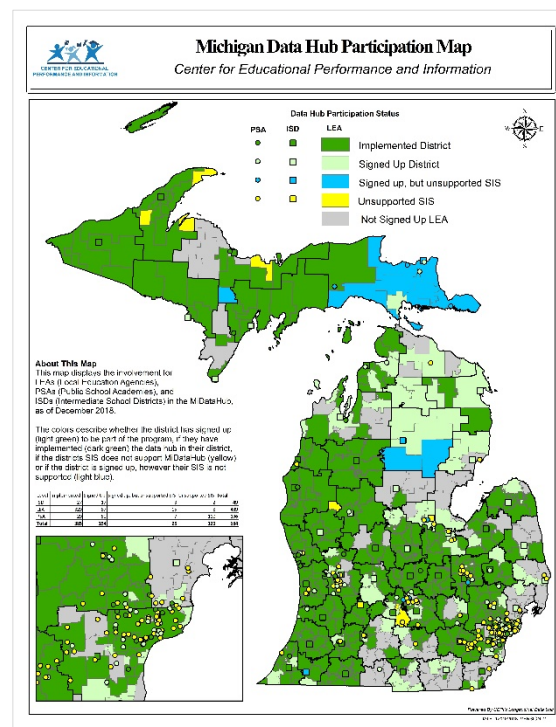 Michigan Data Hub Participation Map
Center for Educational Performance and Information
CENTER FOR EDUCATIONAL
PERFORMANCE AND INFORMATION
Data Hub Participation Status
PSA ISD LEA
Implemented District
Signed Up District
Signed up, but unsupported SIS
Unsupported SIS
Not Signed Up LEA
N
W E
S
About This Map
This map displays the involvement for
LEAs (Local Education Agencies),
PSAs (Public School Academies), and
ISDs (Intermediate School Districts) in the MiDataHub,
as of December 2018.
The colors describe whether the district has signed up
(light green) to be part of the program, if they have
implemented (dark green) the data hub in their district,
if the districts SIS does not support MiDataHub (yellow)
or if the district is signed up, however their SIS is not
supported (light blue).
Total